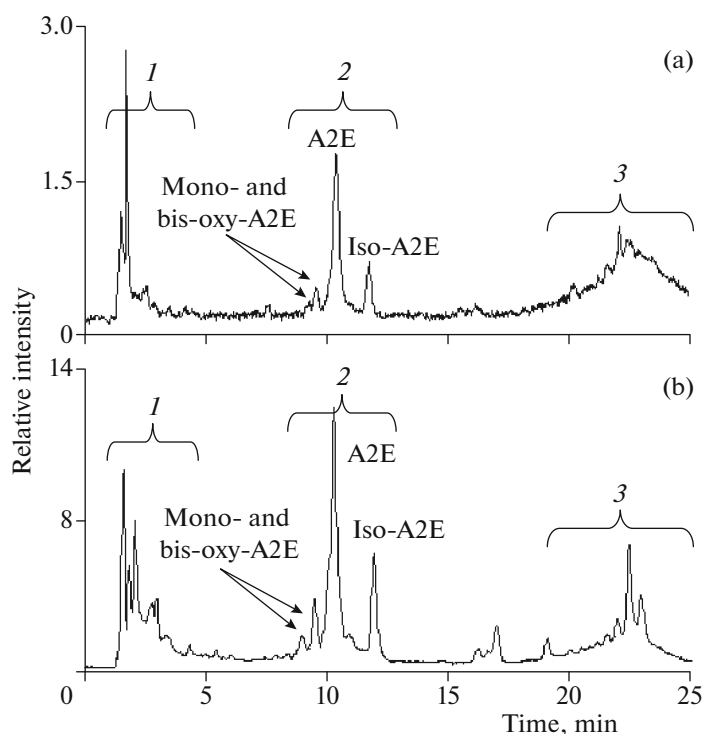 3.0
(a)
1
2
A2E
3
Mono- and
bis-oxy-A2E
Iso-A2E
1.5
0
Relative intensity
14
(b)
1
2
A2E
3
Mono- and
bis-oxy-A2E
Iso-A2E
8
0
5
10
15
20
25
Time, min